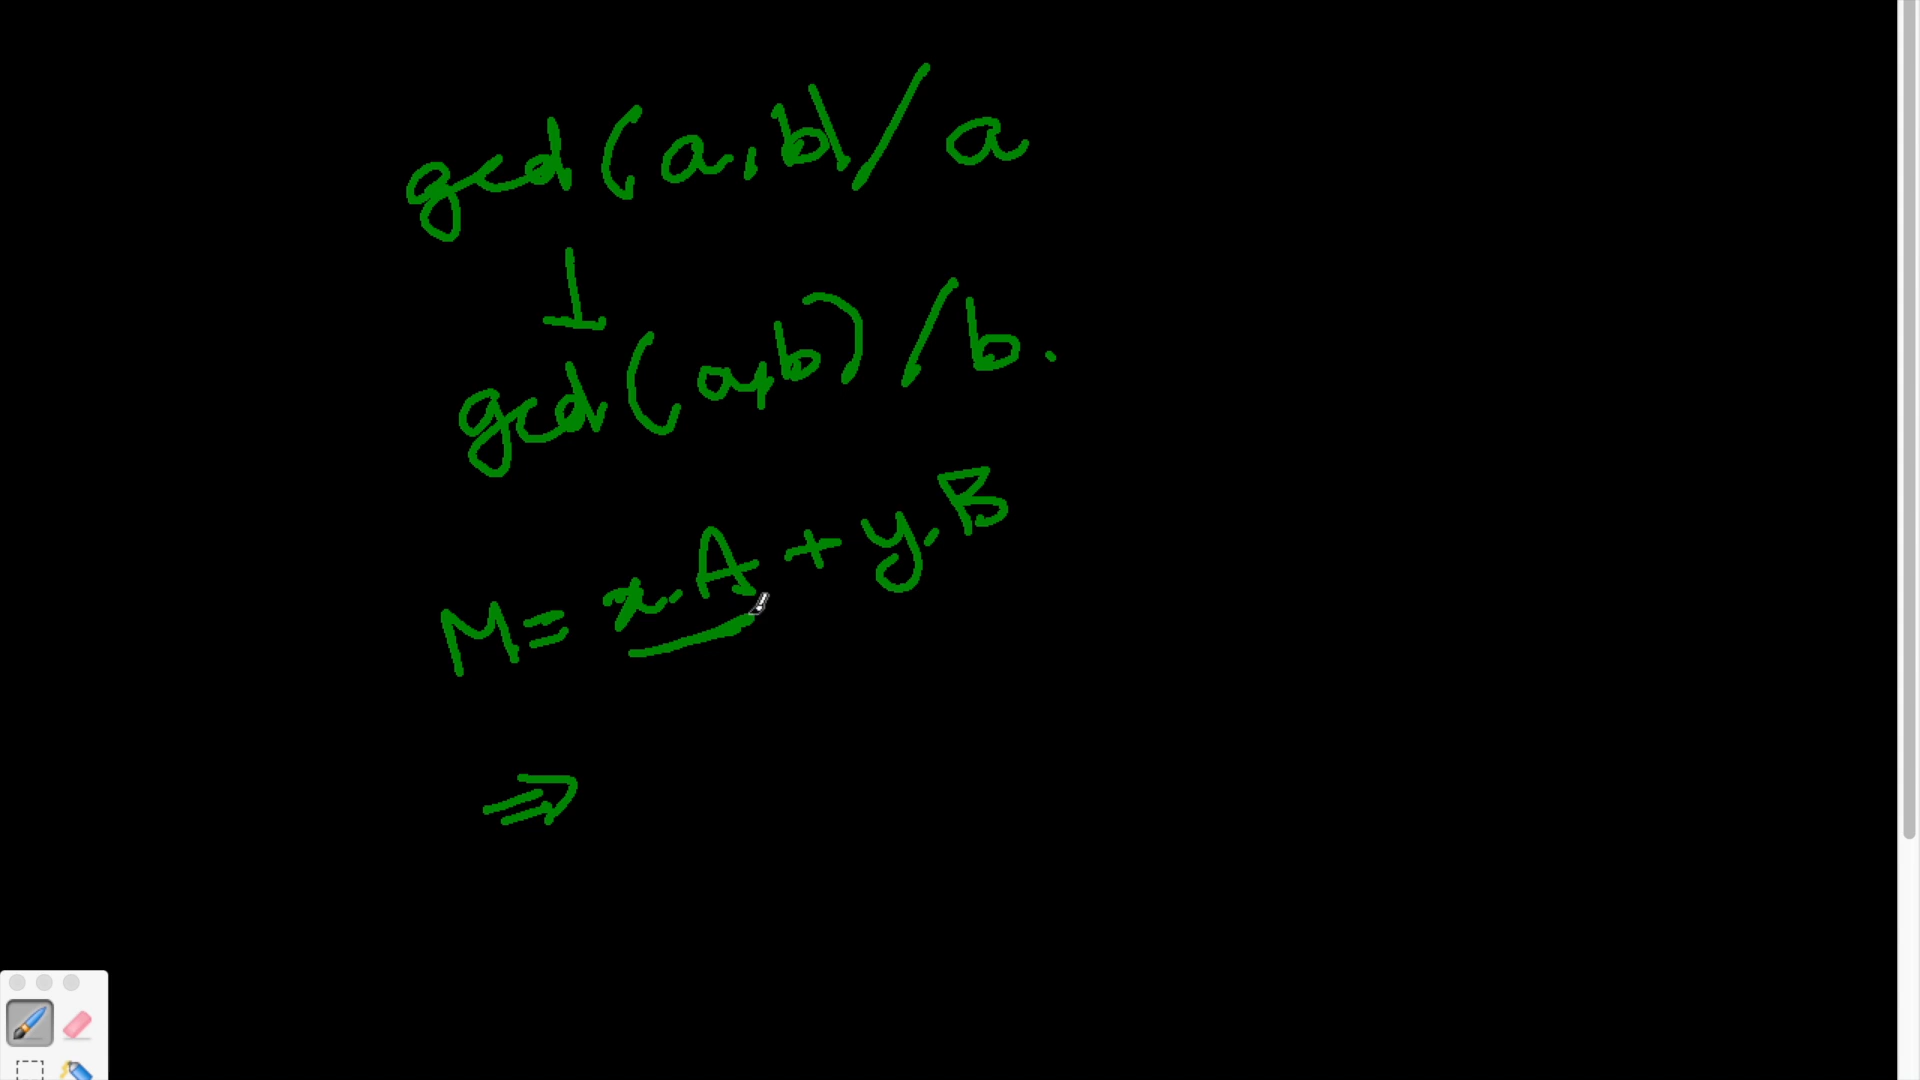 gcd(a,b)/a
↓
gcd(a,b)/b.
M = x.A + y.B
⇒